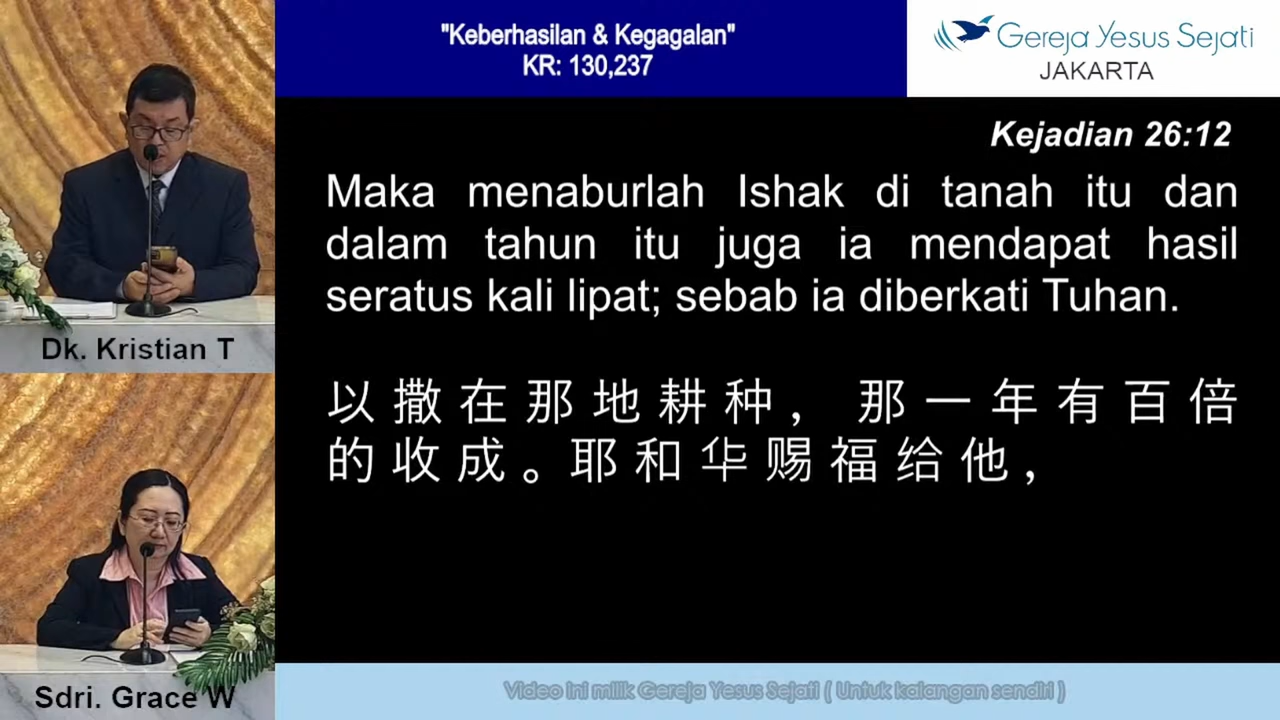 "Keberhasilan & Kegagalan"
KR: 130,237
Gereja Yesus Sejati
JAKARTA
Kejadian 26:12
Maka menaburlah Ishak di tanah itu dan
dalam tahun itu juga ia mendapat hasil
seratus kali lipat; sebab ia diberkati Tuhan.
以撒在那地耕种， 那一年有百倍
的收成。耶和华赐福给他，
Dk. Kristian T
Sdri. Grace W
Video ini milik Gereja Yesus Sejati ( Untuk kalangan sendiri )